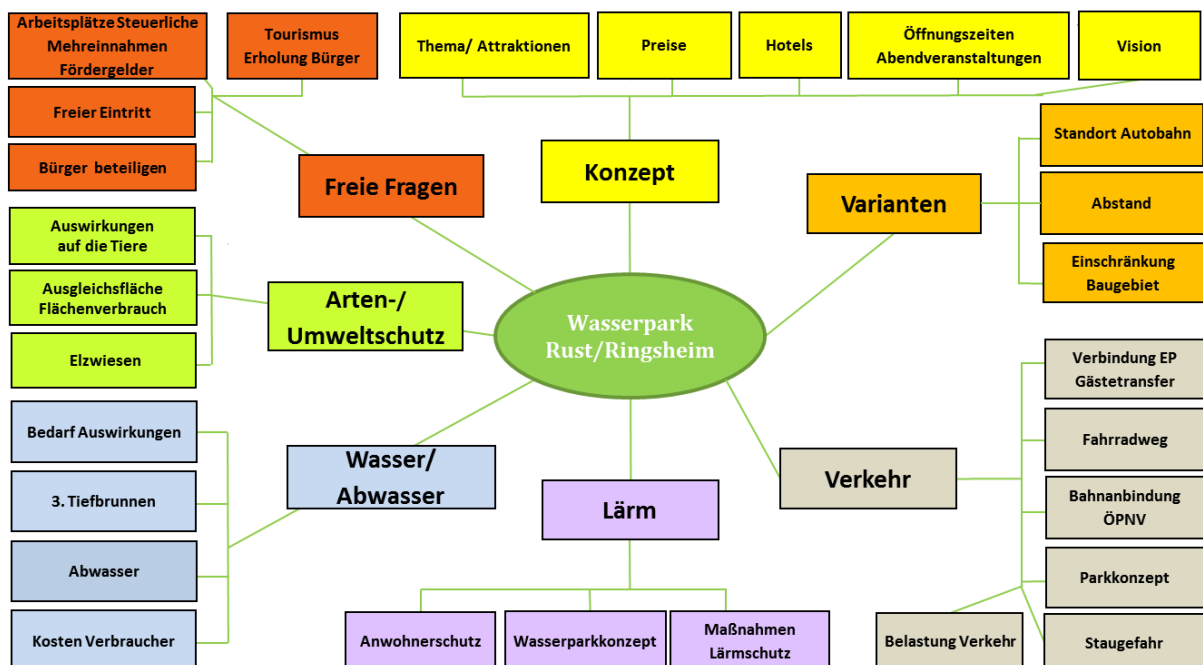 Arbeitsplätze Steuerliche
Mehreinnahmen
Fördergelder
Tourismus
Erholung Bürger
Freier Eintritt
Bürger beteiligen
Freie Fragen
Thema/ Attraktionen
Preise
Hotels
Öffnungszeiten
Abendveranstaltungen
Vision
Konzept
Standort Autobahn
Abstand
Einschränkung
Baugebiet
Varianten
Auswirkungen
auf die Tiere
Ausgleichsfläche
Flächenverbrauch
Elzwiesen
Arten-/
Umweltschutz
Wasserpark
Rust/Ringsheim
Bedarf Auswirkungen
3. Tiefbrunnen
Abwasser
Kosten Verbraucher
Wasser/
Abwasser
Lärm
Anwohnerschutz
Wasserparkkonzept
Maßnahmen
Lärmschutz
Verkehr
Verbindung EP
Gästetransfer
Fahrradweg
Bahnanbindung
ÖPNV
Parkkonzept
Belastung Verkehr
Staugefahr